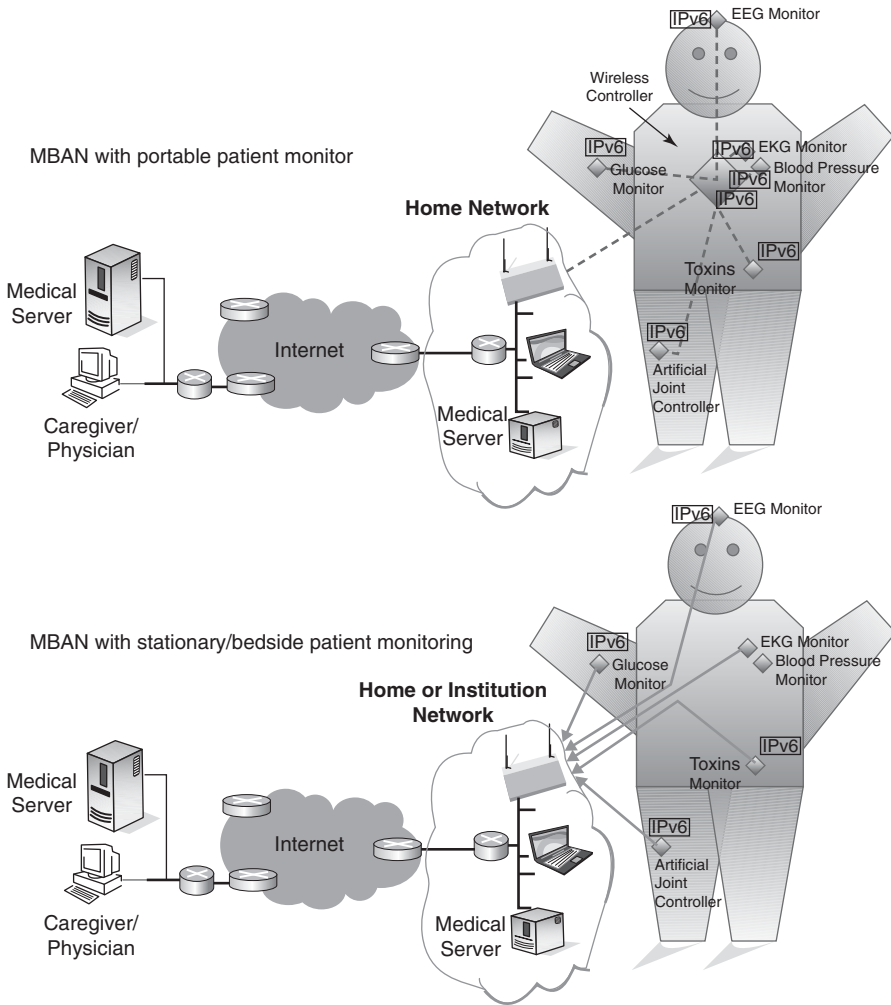 IPv6
EEG Monitor
Wireless
Controller
MBAN with portable patient monitor
IPv6
Glucose
Monitor
IPv6
EKG Monitor
Blood Pressure
Monitor
IPv6
IPv6
Home Network
IPv6
Toxins
Monitor
Medical
Server
Internet
IPv6
Artificial
Joint
Controller
Caregiver/
Physician
Medical
Server
IPv6
EEG Monitor
MBAN with stationary/bedside patient monitoring
IPv6
Glucose
Monitor
EKG Monitor
Blood Pressure
Monitor
Home or Institution
Network
IPv6
Toxins
Monitor
Medical
Server
Internet
IPv6
Artificial
Joint
Controller
Caregiver/
Physician
Medical
Server